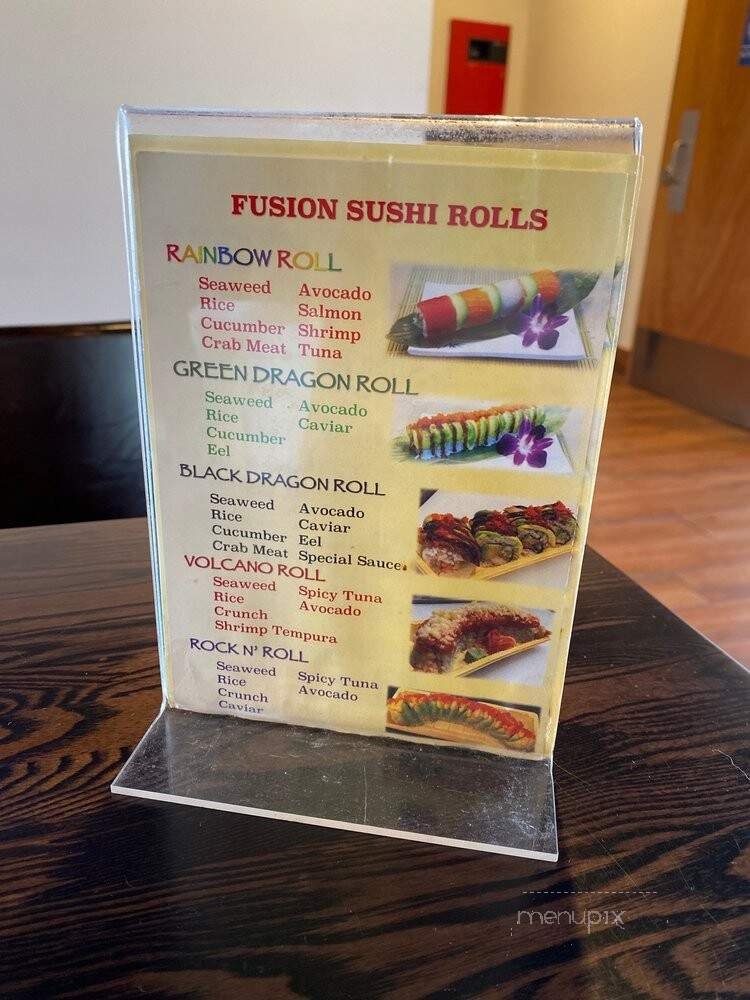 FUSION SUSHI ROLLS
RAINBOW ROLL
Seaweed Avocado
Rice Salmon
Cucumber Shrimp
Crab Meat Tuna
GREEN DRAGON ROLL
Seaweed Avocado
Rice Caviar
Cucumber
Eel
BLACK DRAGON ROLL
Seaweed Avocado
Rice Caviar
Cucumber Eel
Crab Meat Special Sauce
VOLCANO ROLL
Seaweed Spicy Tuna
Rice Avocado
Crunch
Shrimp Tempura
ROCK N' ROLL
Seaweed Spicy Tuna
Rice Avocado
Crunch
Caviar
menupix